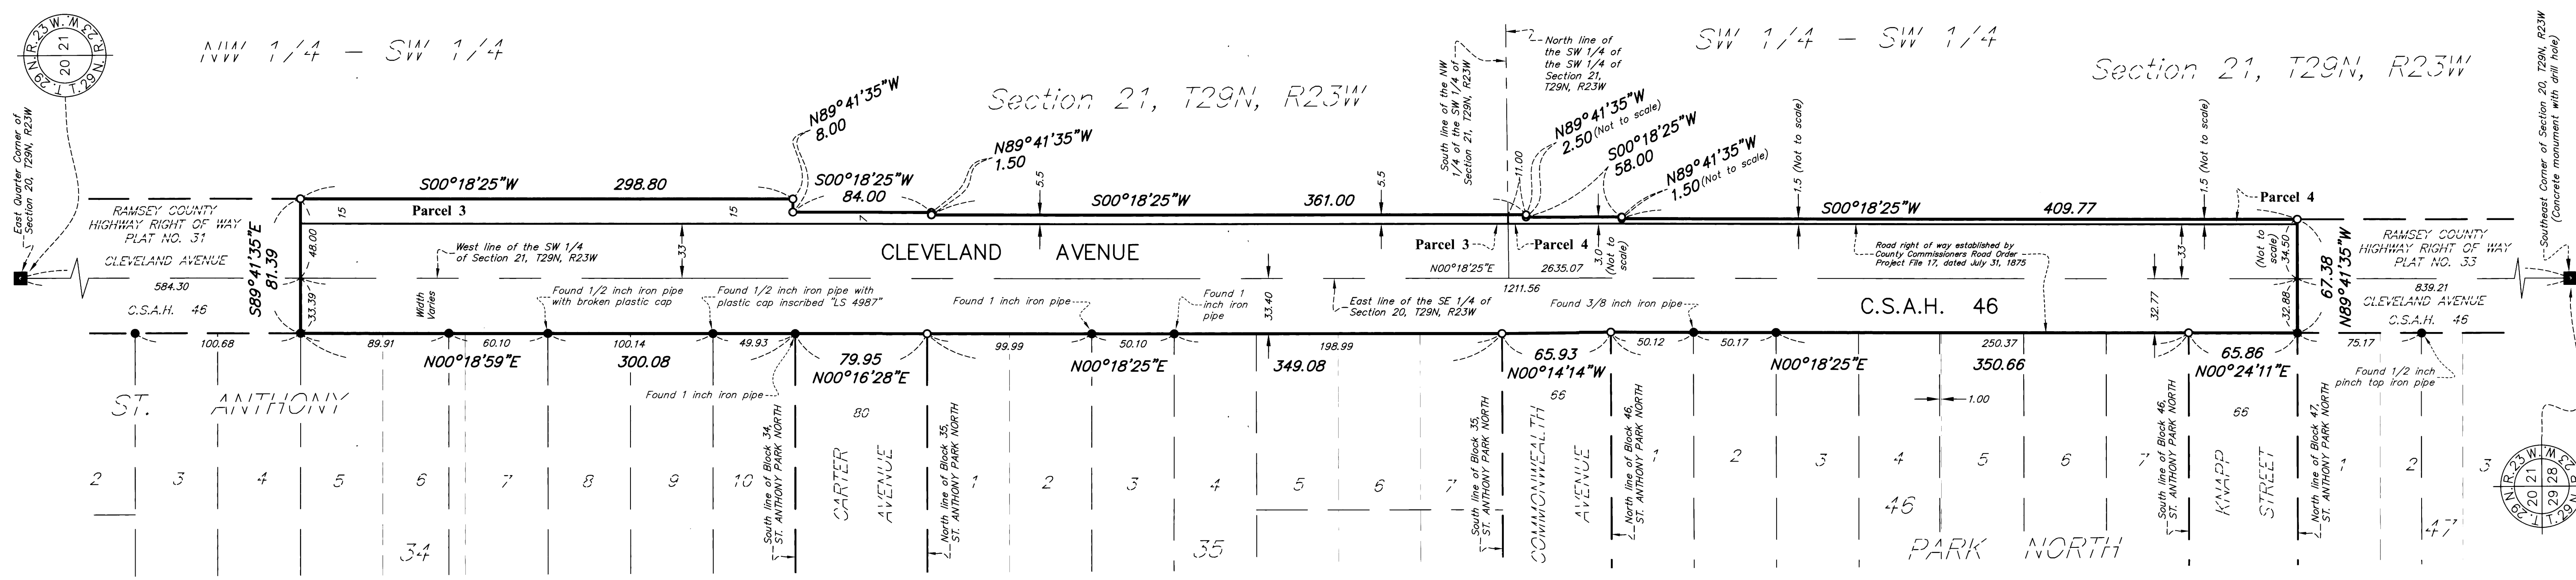 T.29 N.R.23 W.
20 21
T.29 N.R.23 W.
NW 1/4 - SW 1/4
Section 21, T29N, R23W
SW 1/4 - SW 1/4
Section 21, T29N, R23W
East Quarter Corner of
Section 20, T29N, R23W
N89°41'35"W
8.00
N89°41'35"W
1.50
South line of the NW
1/4 of the SW 1/4 of
Section 21, T29N, R23W
North line of
the SW 1/4 of
the SW 1/4 of
Section 21,
T29N, R23W
11.00
N89°41'35"W
2.50 (Not to scale)
S00°18'25"W
58.00
N89°41'35"W
1.50 (Not to scale)
1.5 (Not to scale)
1.5 (Not to scale)
Southeast Corner of Section 20, T29N, R23W
(Concrete monument with drill hole)
S00°18'25"W 298.80
S00°18'25"W
84.00
5.5
S00°18'25"W 361.00
5.5
S00°18'25"W 409.77
Parcel 4
RAMSEY COUNTY
HIGHWAY RIGHT OF WAY
PLAT NO. 31
CLEVELAND AVENUE
584.30
C.S.A.H. 46
S89°41'35"E
81.39
48.00
33.39
15
Parcel 3
15
7
33
West line of the SW 1/4
of Section 21, T29N, R23W
CLEVELAND AVENUE
Parcel 3
Parcel 4
N00°18'25"E 2635.07
1211.56
3.0
(Not to
scale)
Road right of way established by
County Commissioners Road Order
Project File 17, dated July 31, 1875
33
(Not to
scale)
34.50
32.88
67.38
N89°41'35"W
RAMSEY COUNTY
HIGHWAY RIGHT OF WAY
PLAT NO. 33
839.21
CLEVELAND AVENUE
C.S.A.H. 46
Width
Varies
Found 1/2 inch iron pipe
with broken plastic cap
Found 1/2 inch iron pipe with
plastic cap inscribed "LS 4987"
Found 1 inch iron pipe
Found 1
inch iron
pipe
33.40
East line of the SE 1/4 of
Section 20, T29N, R23W
Found 3/8 inch iron pipe
C.S.A.H. 46
32.77
100.68
89.91
60.10
100.14
49.93
N00°18'59"E 300.08
79.95
N00°16'28"E
99.99
50.10
198.99
N00°18'25"E 349.08
65.93
N00°14'14"W
50.12
50.17
250.37
N00°18'25"E 350.66
65.86
N00°24'11"E
75.17
Found 1 inch iron pipe
Found 1/2 inch
pinch top iron pipe
1.00
ST. ANTHONY
80
66
66
South line of Block 34,
ST. ANTHONY PARK NORTH
CARTER
AVENUE
North line of Block 35,
ST. ANTHONY PARK NORTH
South line of Block 35,
ST. ANTHONY PARK NORTH
COMMONWEALTH
AVENUE
North line of Block 46,
ST. ANTHONY PARK NORTH
South line of Block 46,
ST. ANTHONY PARK NORTH
KNAPP
STREET
North line of Block 47,
ST. ANTHONY PARK NORTH
2 3 4 5 6 7 8 9 10
1 2 3 4 5 6 7
1 2 3 4 5 6 7
1 2 3
34
35
46
47
PARK NORTH
T.29 N.R.23 W.
20 21
29 28
T.29 N.R.23 W.